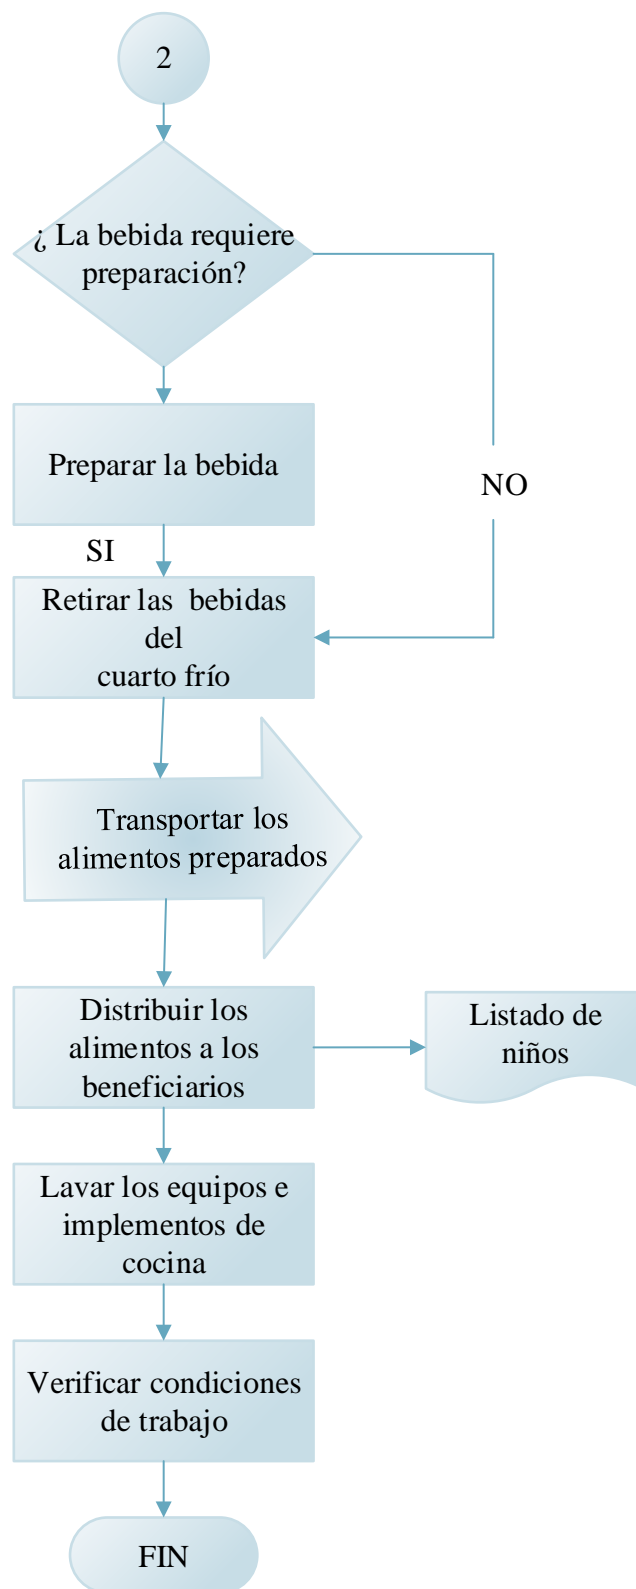 2
¿ La bebida requiere
preparación?
Preparar la bebida
NO
SI
Retirar las bebidas
del
cuarto frío
Transportar los
alimentos preparados
Distribuir los
alimentos a los
beneficiarios
Listado de
niños
Lavar los equipos e
implementos de
cocina
Verificar condiciones
de trabajo
FIN